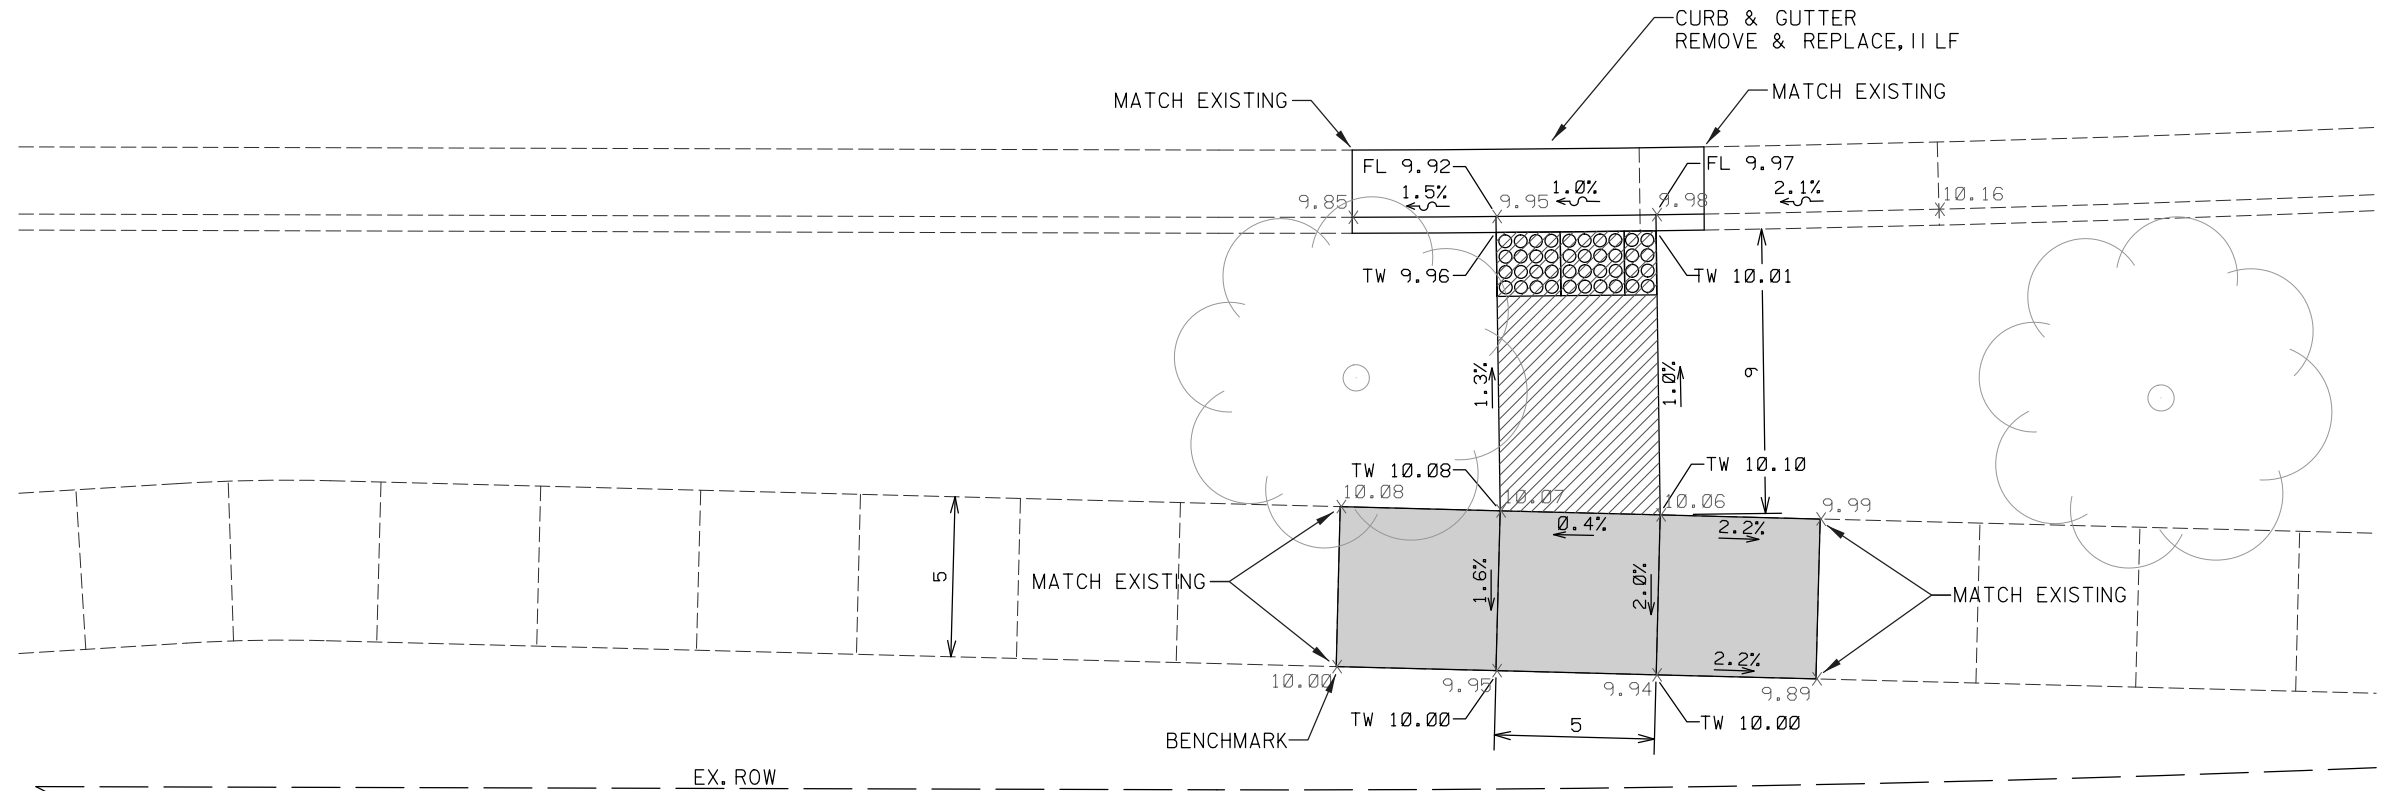 CURB & GUTTER
REMOVE & REPLACE, 11 LF
MATCH EXISTING
MATCH EXISTING
FL 9.92
FL 9.97
1.5%
1.0%
2.1%
9.85
9.95
9.98
10.16
TW 9.96
TW 10.01
1.3%
1.0%
9
TW 10.08
TW 10.10
10.08
10.07
10.06
9.99
0.4%
2.2%
5
MATCH EXISTING
1.6%
2.0%
MATCH EXISTING
2.2%
10.00
9.95
9.94
9.89
TW 10.00
5
TW 10.00
BENCHMARK
EX. ROW